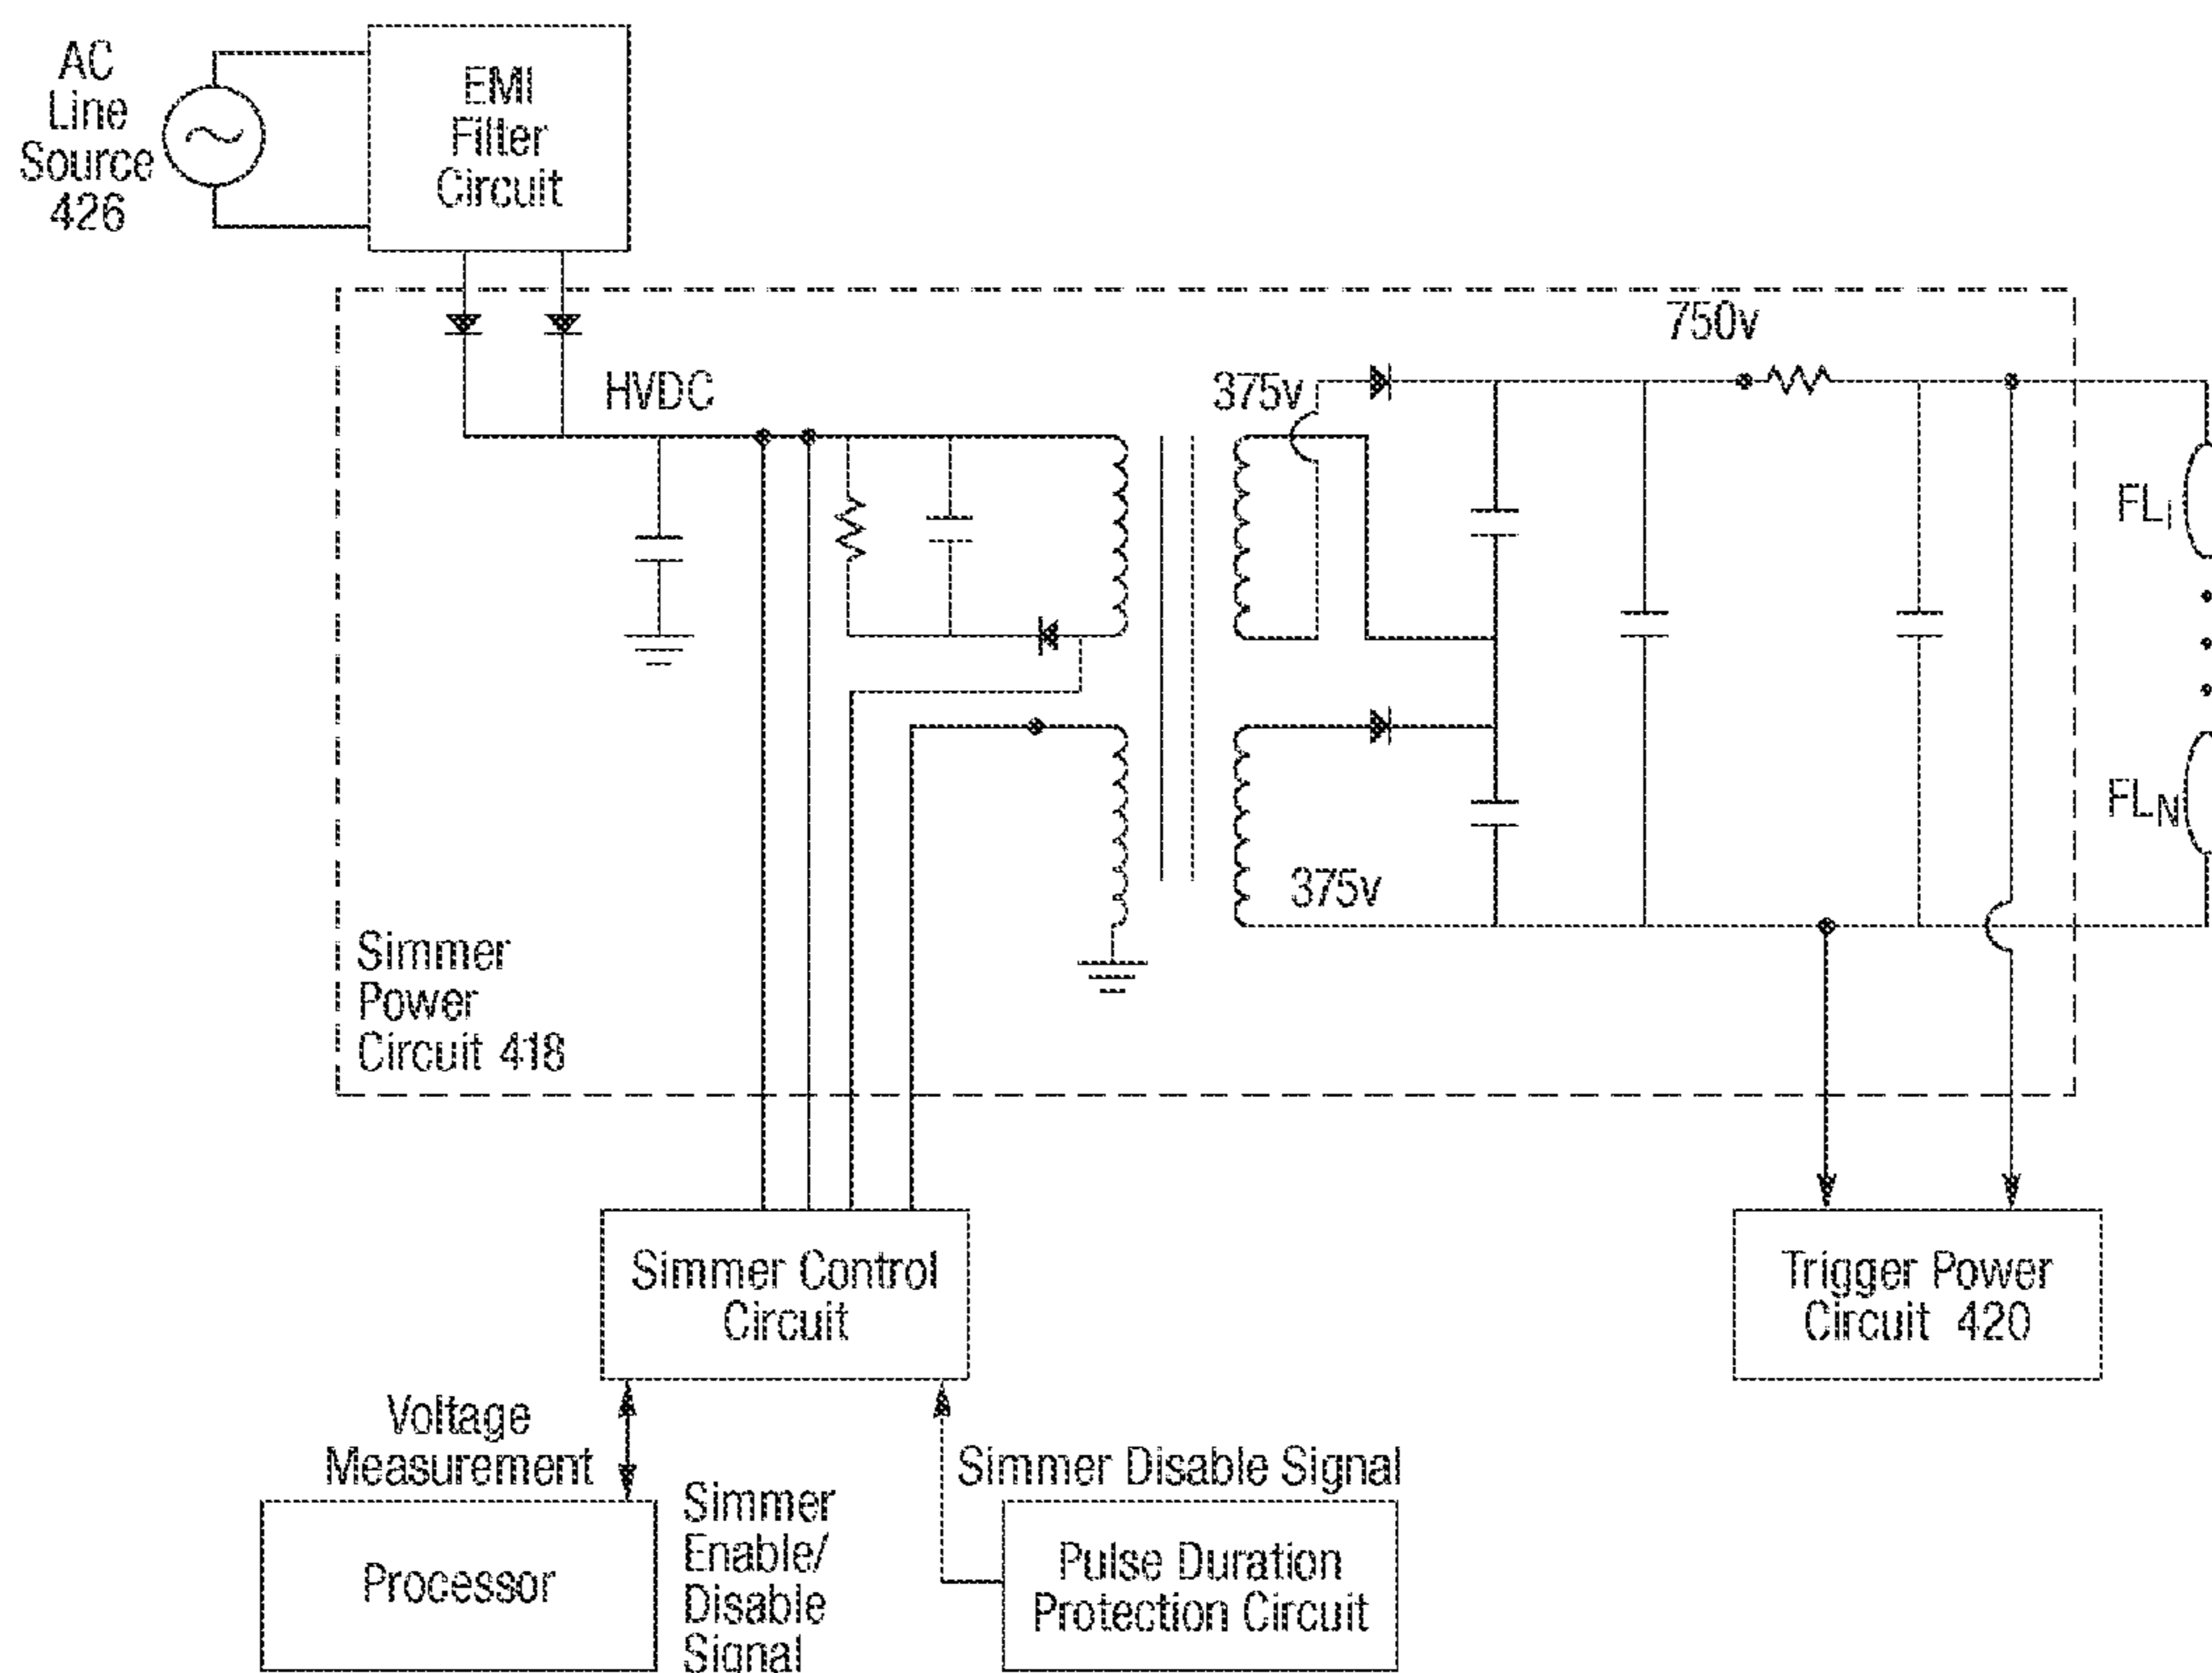 AC
Line
Source
426
EMI
Filter
Circuit
750v
HVDC
375v
FL1
FLN
375v
Simmer
Power
Circuit 418
Simmer Control
Circuit
Trigger Power
Circuit 420
Voltage
Measurement
Simmer Disable Signal
Simmer
Enable/
Disable
Signal
Processor
Pulse Duration
Protection Circuit